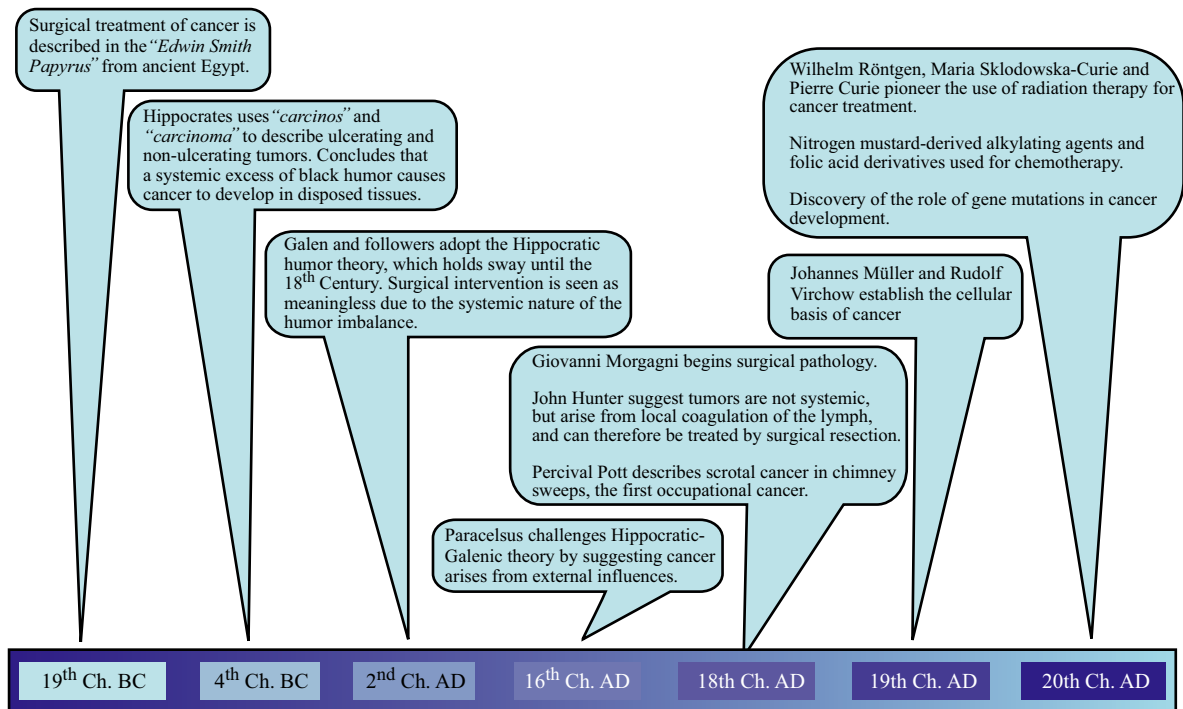 Surgical treatment of cancer is
described in the “Edwin Smith
Papyrus” from ancient Egypt.
Hippocrates uses “carcinos” and
“carcinoma” to describe ulcerating and
non-ulcerating tumors. Concludes that
a systemic excess of black humor causes
cancer to develop in disposed tissues.
Galen and followers adopt the Hippocratic
humor theory, which holds sway until the
18th Century. Surgical intervention is seen as
meaningless due to the systemic nature of the
humor imbalance.
Paracelsus challenges Hippocratic-
Galenic theory by suggesting cancer
arises from external influences.
Giovanni Morgagni begins surgical pathology.
John Hunter suggest tumors are not systemic,
but arise from local coagulation of the lymph,
and can therefore be treated by surgical resection.
Percival Pott describes scrotal cancer in chimney
sweeps, the first occupational cancer.
Johannes Müller and Rudolf
Virchow establish the cellular
basis of cancer
Wilhelm Röntgen, Maria Sklodowska-Curie and
Pierre Curie pioneer the use of radiation therapy for
cancer treatment.
Nitrogen mustard-derived alkylating agents and
folic acid derivatives used for chemotherapy.
Discovery of the role of gene mutations in cancer
development.
19th Ch. BC
4th Ch. BC
2nd Ch. AD
16th Ch. AD
18th Ch. AD
19th Ch. AD
20th Ch. AD